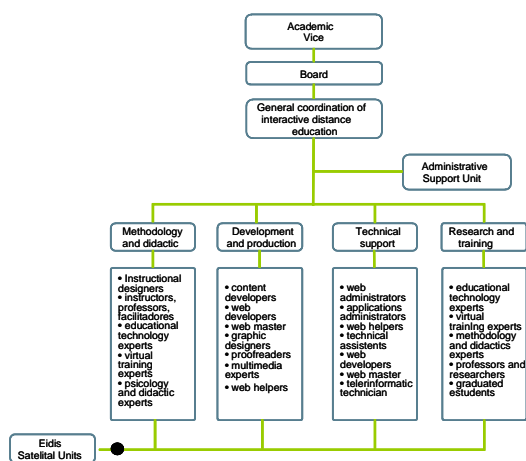 Academic
Vice
Board
General coordination of
interactive distance
education
Administrative
Support Unit
Methodology
and didactic
Development
and production
Technical
support
Research and
training
• Instructional
designers
• instructors,
professors,
facilitadores
• educational
technology
experts
• virtual
training
experts
• psicology
and didactic
experts
• content
developers
• web
developers
• web master
• graphic
designers
• proofreaders
• multimedia
experts
• web helpers
• web
administrators
• applications
administrators
• web helpers
• technical
assistents
• web
developers
• web master
• telerinformatic
technician
• educational
technology
experts
• virtual
training experts
• methodology
and didactics
experts
• professors and
researchers
• graduated
estudents
Eidis
Satelital Units